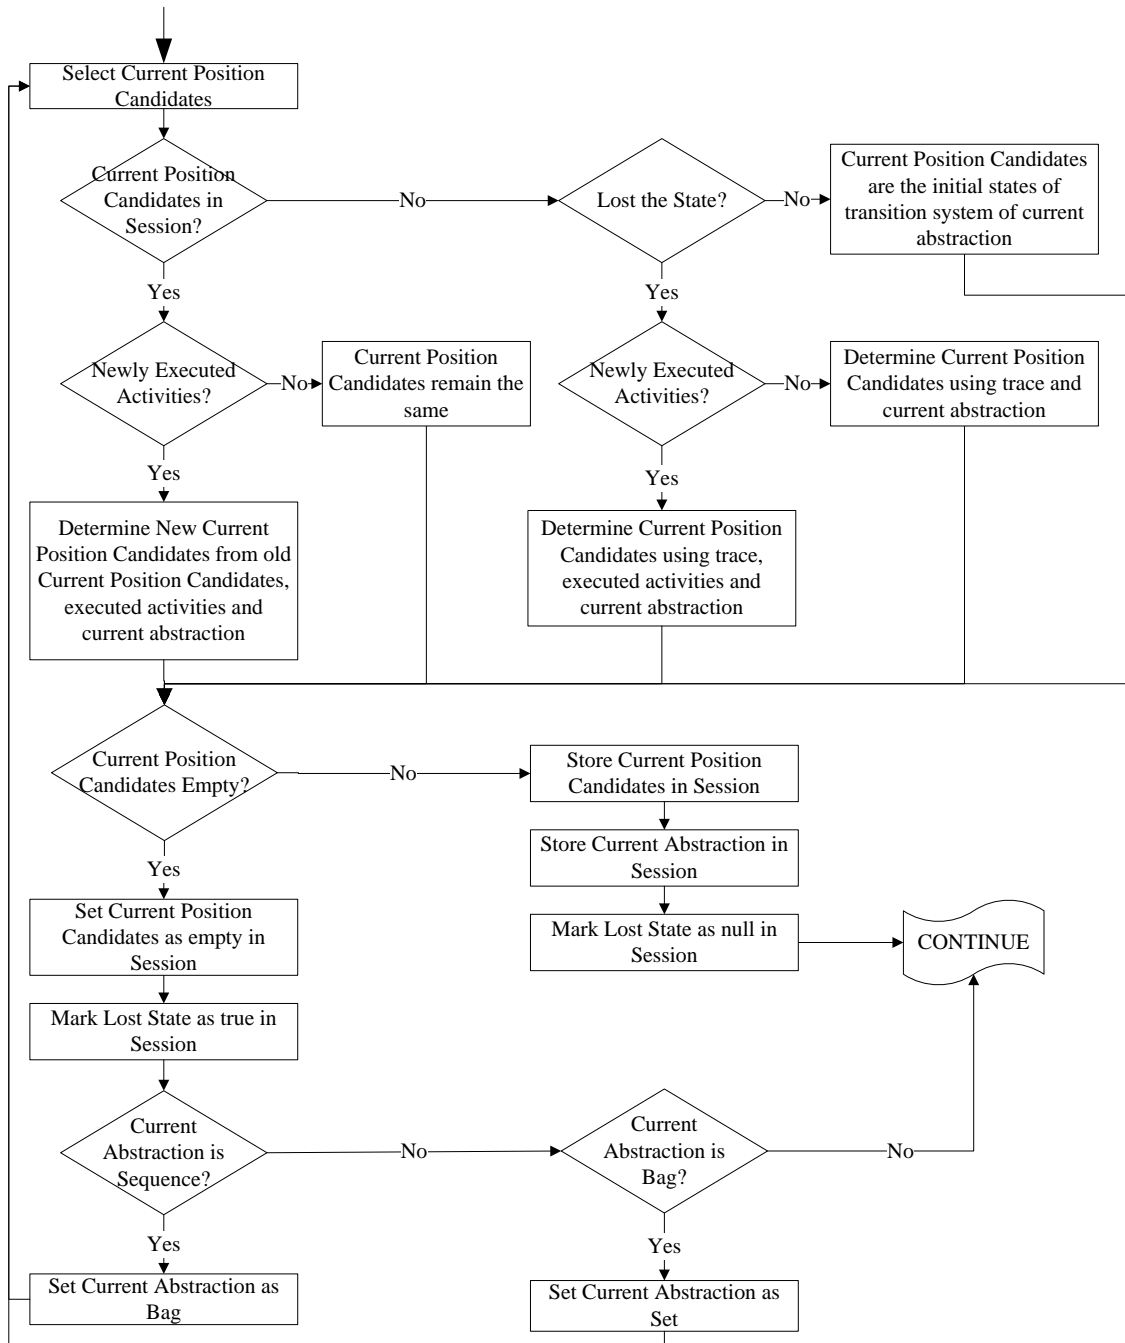 Select Current Position
Candidates
Current Position
Candidates in
Session?
No
Lost the State?
No
Current Position Candidates
are the initial states of
transition system of current
abstraction
Yes
Yes
Newly Executed
Activities?
No
Current Position
Candidates remain the
same
Newly Executed
Activities?
No
Determine Current Position
Candidates using trace and
current abstraction
Yes
Yes
Determine New Current
Position Candidates from old
Current Position Candidates,
executed activities and
current abstraction
Determine Current Position
Candidates using trace,
executed activities and
current abstraction
Current Position
Candidates Empty?
No
Store Current Position
Candidates in Session
Store Current Abstraction in
Session
Yes
Set Current Position
Candidates as empty in
Session
Mark Lost State as null in
Session
CONTINUE
Mark Lost State as true in
Session
Current
Abstraction is
Sequence?
No
Current
Abstraction is
Bag?
No
Yes
Yes
Set Current Abstraction as
Bag
Set Current Abstraction as
Set